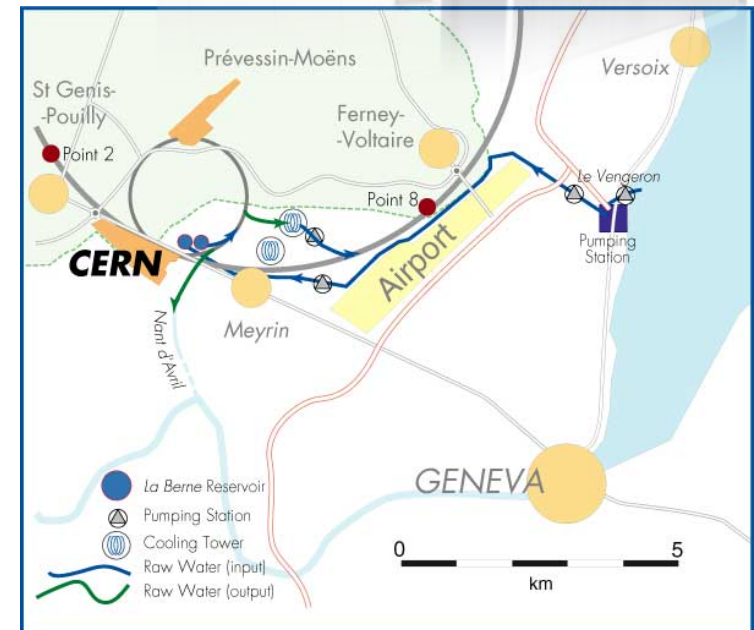 Prévessin-Moëns
Versoix
St Genis-
-Pouilly
Ferney-
-Voltaire
Point 2
Le Vengeron
Point 8
Pumping
Station
CERN
Airport
Meyrin
Nant d'Avril
GENEVA
La Berne Reservoir
Pumping Station
Cooling Tower
Raw Water (input)
Raw Water (output)
0 5
km